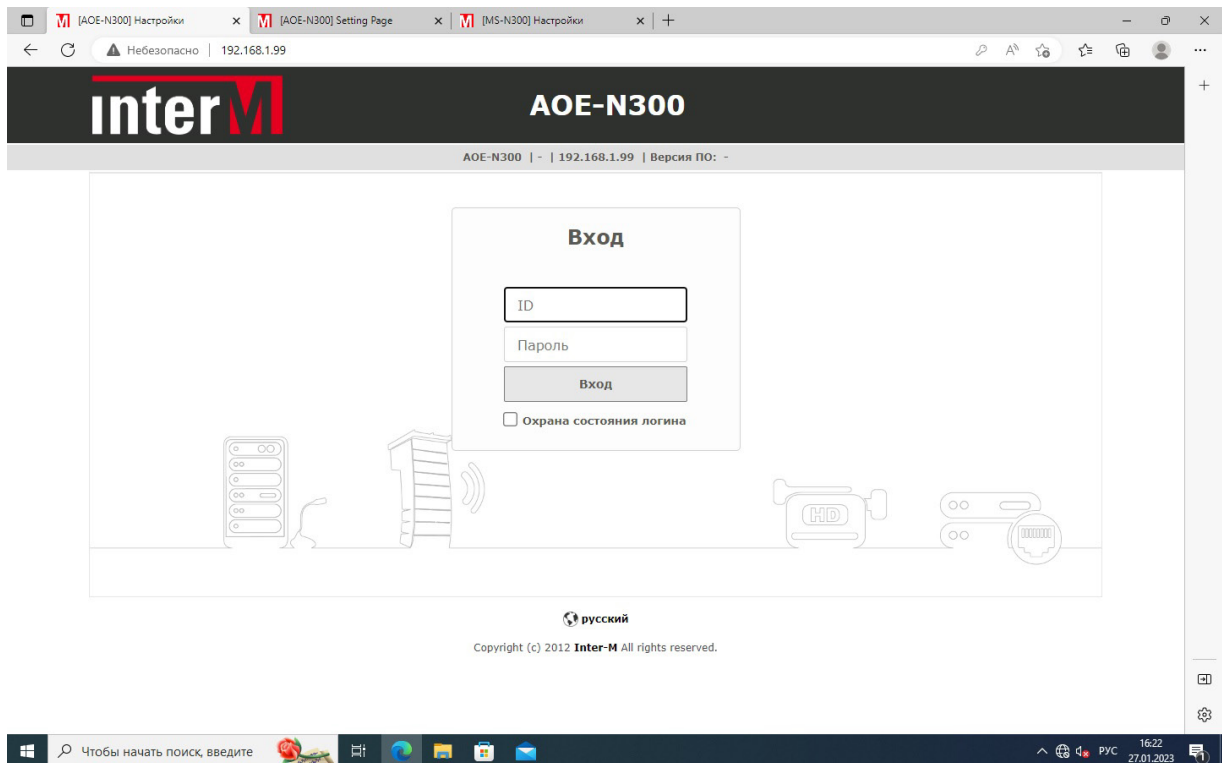 [AOE-N300] Настройки
[AOE-N300] Setting Page
[MS-N300] Настройки
Небезопасно
192.168.1.99
inter M
AOE-N300
AOE-N300 | - | 192.168.1.99 | Версия ПО: -
Вход
ID
Пароль
Вход
Охрана состояния логина
HD
русский
Copyright (c) 2012 Inter-M All rights reserved.
Чтобы начать поиск, введите
РУС
16:22
27.01.2023
1